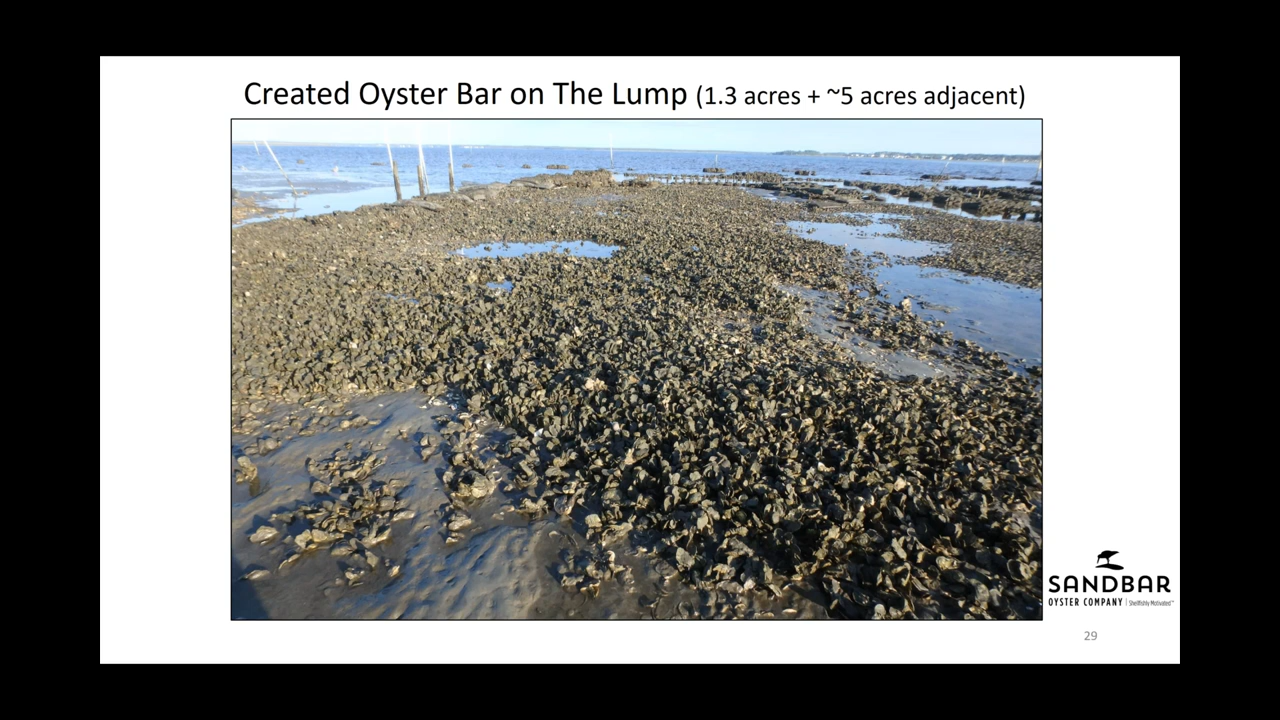 Created Oyster Bar on The Lump (1.3 acres + ~5 acres adjacent)
SANDBAR
OYSTER COMPANY | Shellfishly Motivated™
29